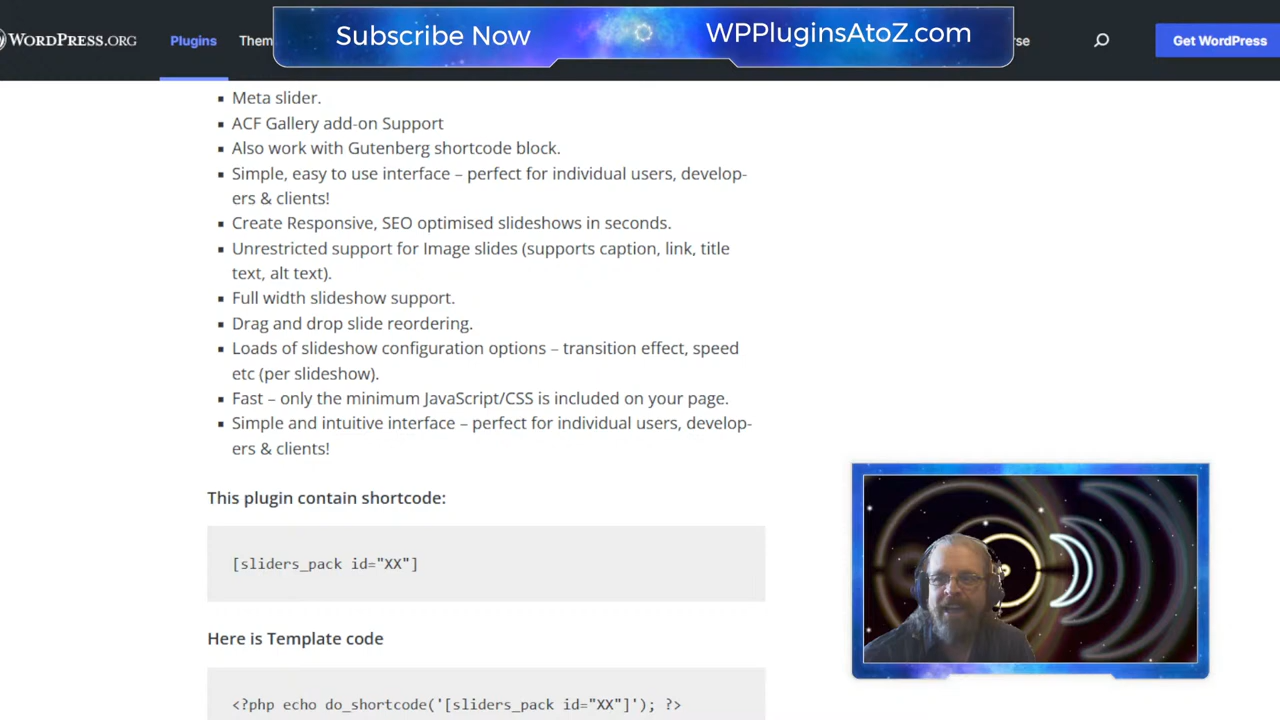 Subscribe Now
WPPluginsAtoZ.com
WORDPRESS.ORG
Plugins
Them
rse
Get WordPress
Meta slider.
ACF Gallery add-on Support
Also work with Gutenberg shortcode block.
Simple, easy to use interface – perfect for individual users, develop-
ers & clients!
Create Responsive, SEO optimised slideshows in seconds.
Unrestricted support for Image slides (supports caption, link, title
text, alt text).
Full width slideshow support.
Drag and drop slide reordering.
Loads of slideshow configuration options – transition effect, speed
etc (per slideshow).
Fast – only the minimum JavaScript/CSS is included on your page.
Simple and intuitive interface – perfect for individual users, develop-
ers & clients!
This plugin contain shortcode:
[sliders_pack id="XX"]
Here is Template code
<?php echo do_shortcode('[sliders_pack id="XX"]'); ?>